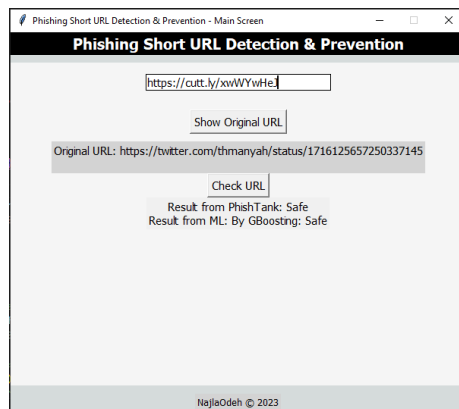 Phishing Short URL Detection & Prevention - Main Screen
Phishing Short URL Detection & Prevention
https://cutt.ly/xwWYwHeJ
Show Original URL
Original URL: https://twitter.com/thmanyah/status/1716125657250337145
Check URL
Result from PhishTank: Safe
Result from ML: By GBoosting: Safe
NajlaOdeh © 2023